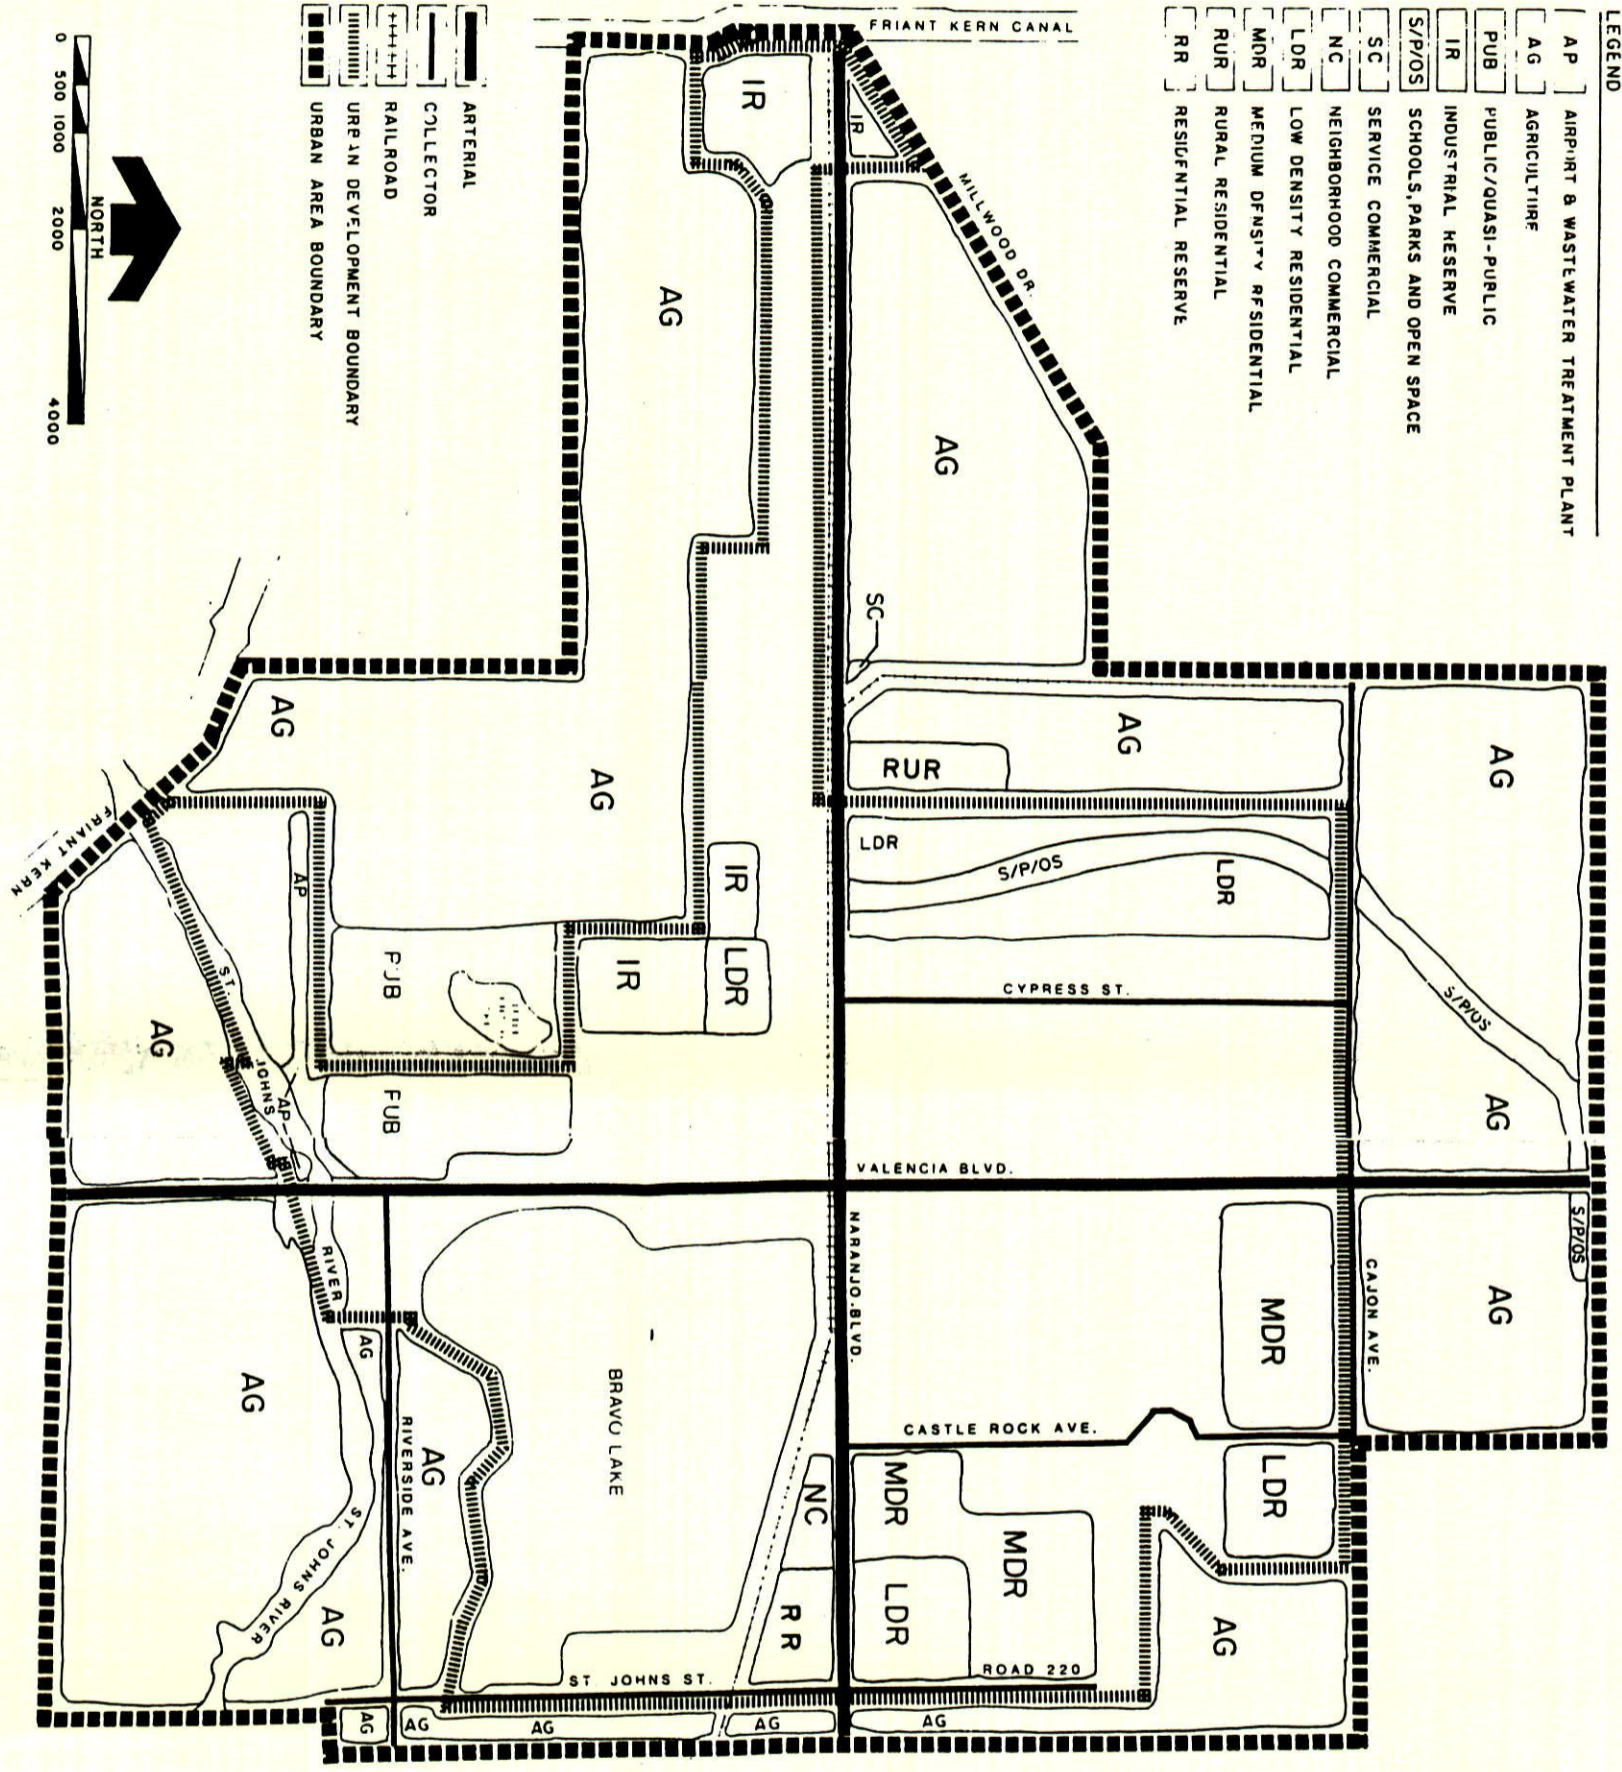 LEGEND
AP AIRPORT & WASTEWATER TREATMENT PLANT
AG AGRICULTURE
PUB PUBLIC/QUASI-PUBLIC
IR INDUSTRIAL RESERVE
S/P/OS SCHOOLS, PARKS AND OPEN SPACE
SC SERVICE COMMERCIAL
NC NEIGHBORHOOD COMMERCIAL
LDR LOW DENSITY RESIDENTIAL
MDR MEDIUM DENSITY RESIDENTIAL
RUR RURAL RESIDENTIAL
RR RESIDENTIAL RESERVE
ARTERIAL
COLLECTOR
RAILROAD
URBAN DEVELOPMENT BOUNDARY
URBAN AREA BOUNDARY
NORTH
0 500 1000 2000 4000
FRIANT KERN CANAL
MILLWOOD DR.
IR
IR
AG
AG
SC
AG
AG
RUR
AG
AG
LDR
S/P/OS
LDR
S/P/OS
AG
IR
LDR
IR
AP
PUB
PUB
CYPRESS ST.
FRIANT KERN
ST. JOHNS RIVER
AP
AG
AG
VALENCIA BLVD.
NARANJO BLVD.
S/P/OS
AG
CAJON AVE.
MDR
CASTLE ROCK AVE.
LDR
MDR
MDR
LDR
NC
RR
BRAVO LAKE
AG
AG
RIVERSIDE AVE.
AG
ST. JOHNS RIVER
AG
AG
ROAD 220
ST. JOHNS ST.
AG
AG
AG
AG
AG